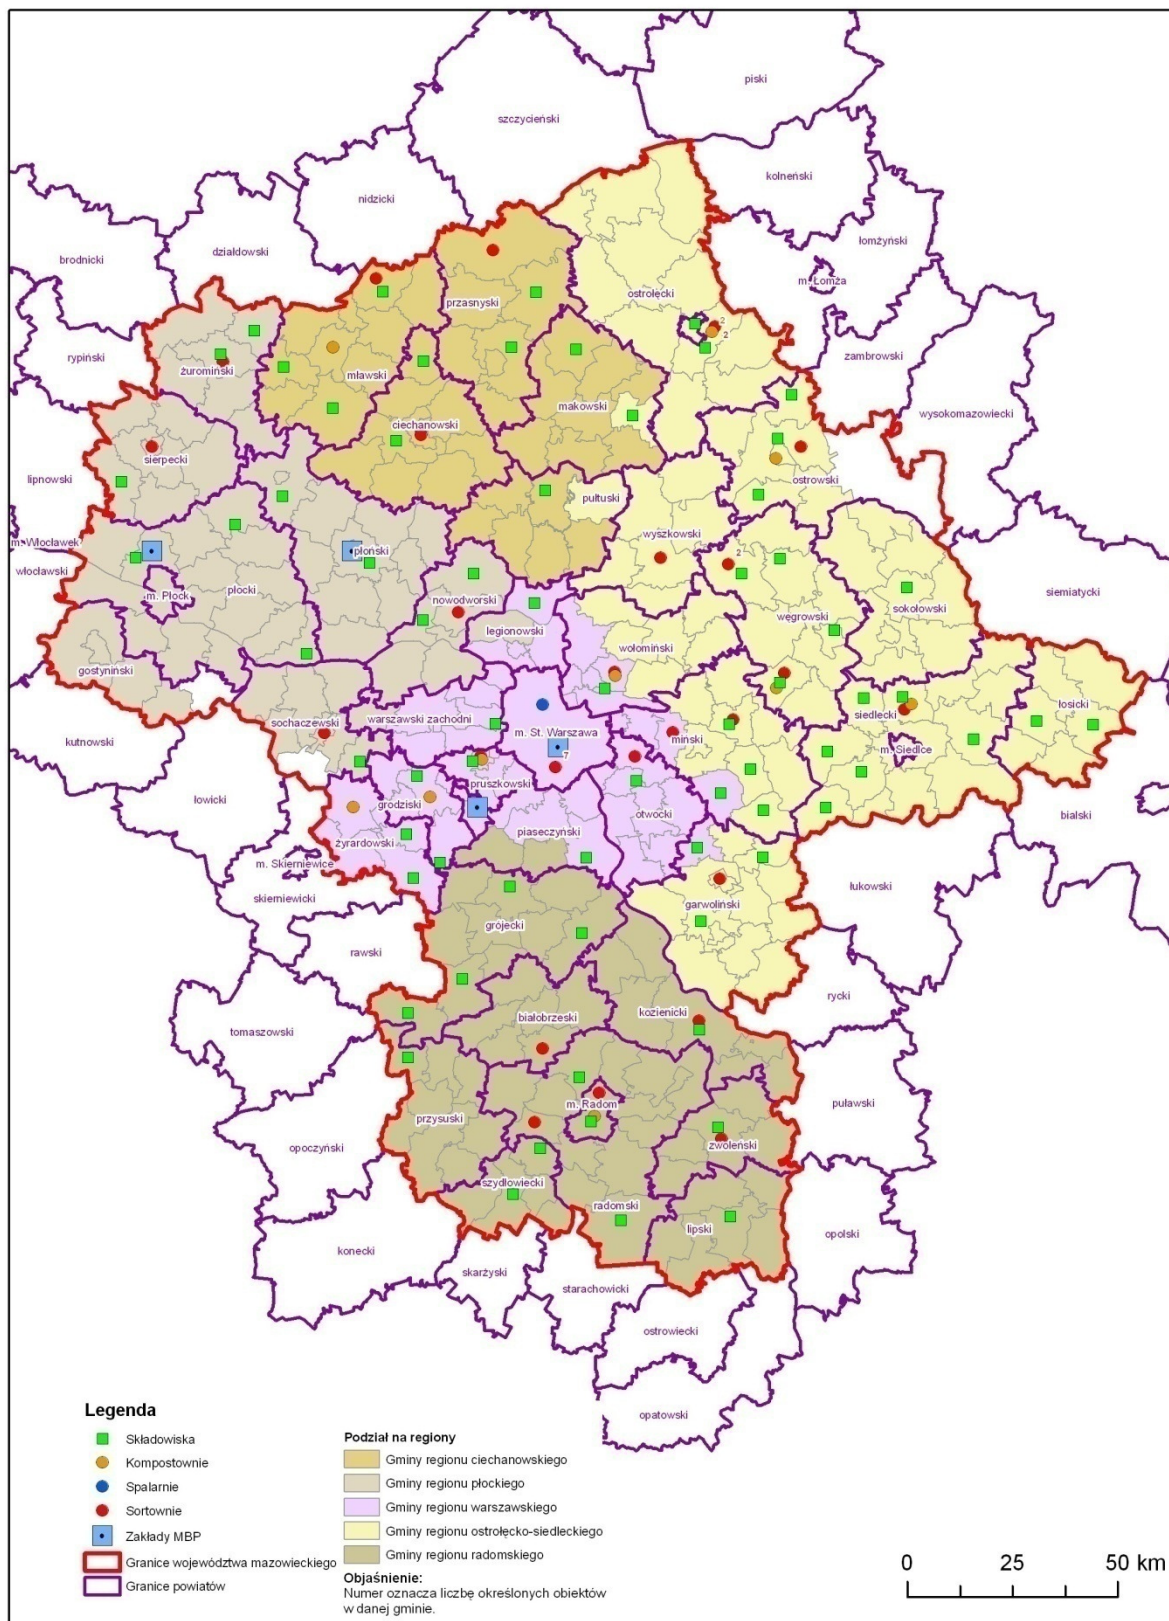 piski
szczycieński
kolneński
nidzicki
łomżyński
działdowski
brodnicki
m. Łomża
ostrołęcki
przasnyski
2
2
rypiński
zambrowski
żuromiński
mławski
makowski
wysokomazowiecki
ciechanowski
sierpecki
lipnowski
ostrowski
pułtuski
wyszkowski
m. Włocławek
płoński
2
włocławski
płocki
m. Płock
nowodworski
węgrowski
sokołowski
siemiatycki
legionowski
wołomiński
gostyniński
łosicki
siedlecki
sochaczewski
warszawski zachodni
m. St. Warszawa
miński
kutnowski
m. Siedlce
7
pruszkowski
łowicki
grodziski
otwocki
bialski
piaseczyński
żyrardowski
m. Skierniewice
skierniewicki
łukowski
garwoliński
grójecki
rawski
rycki
kozienicki
białobrzeski
tomaszowski
m. Radom
puławski
przysuski
opoczyński
zwoleński
szydłowiecki
radomski
lipski
konecki
opolski
skarżyski
starachowicki
ostrowiecki
opatowski
Legenda
Składowiska
Kompostownie
Spalarnie
Sortownie
Zakłady MBP
Granice województwa mazowieckiego
Granice powiatów
Podział na regiony
Gminy regionu ciechanowskiego
Gminy regionu płockiego
Gminy regionu warszawskiego
Gminy regionu ostrołęcko-siedleckiego
Gminy regionu radomskiego
Objaśnienie:
Numer oznacza liczbę określonych obiektów
w danej gminie.
0 25 50 km